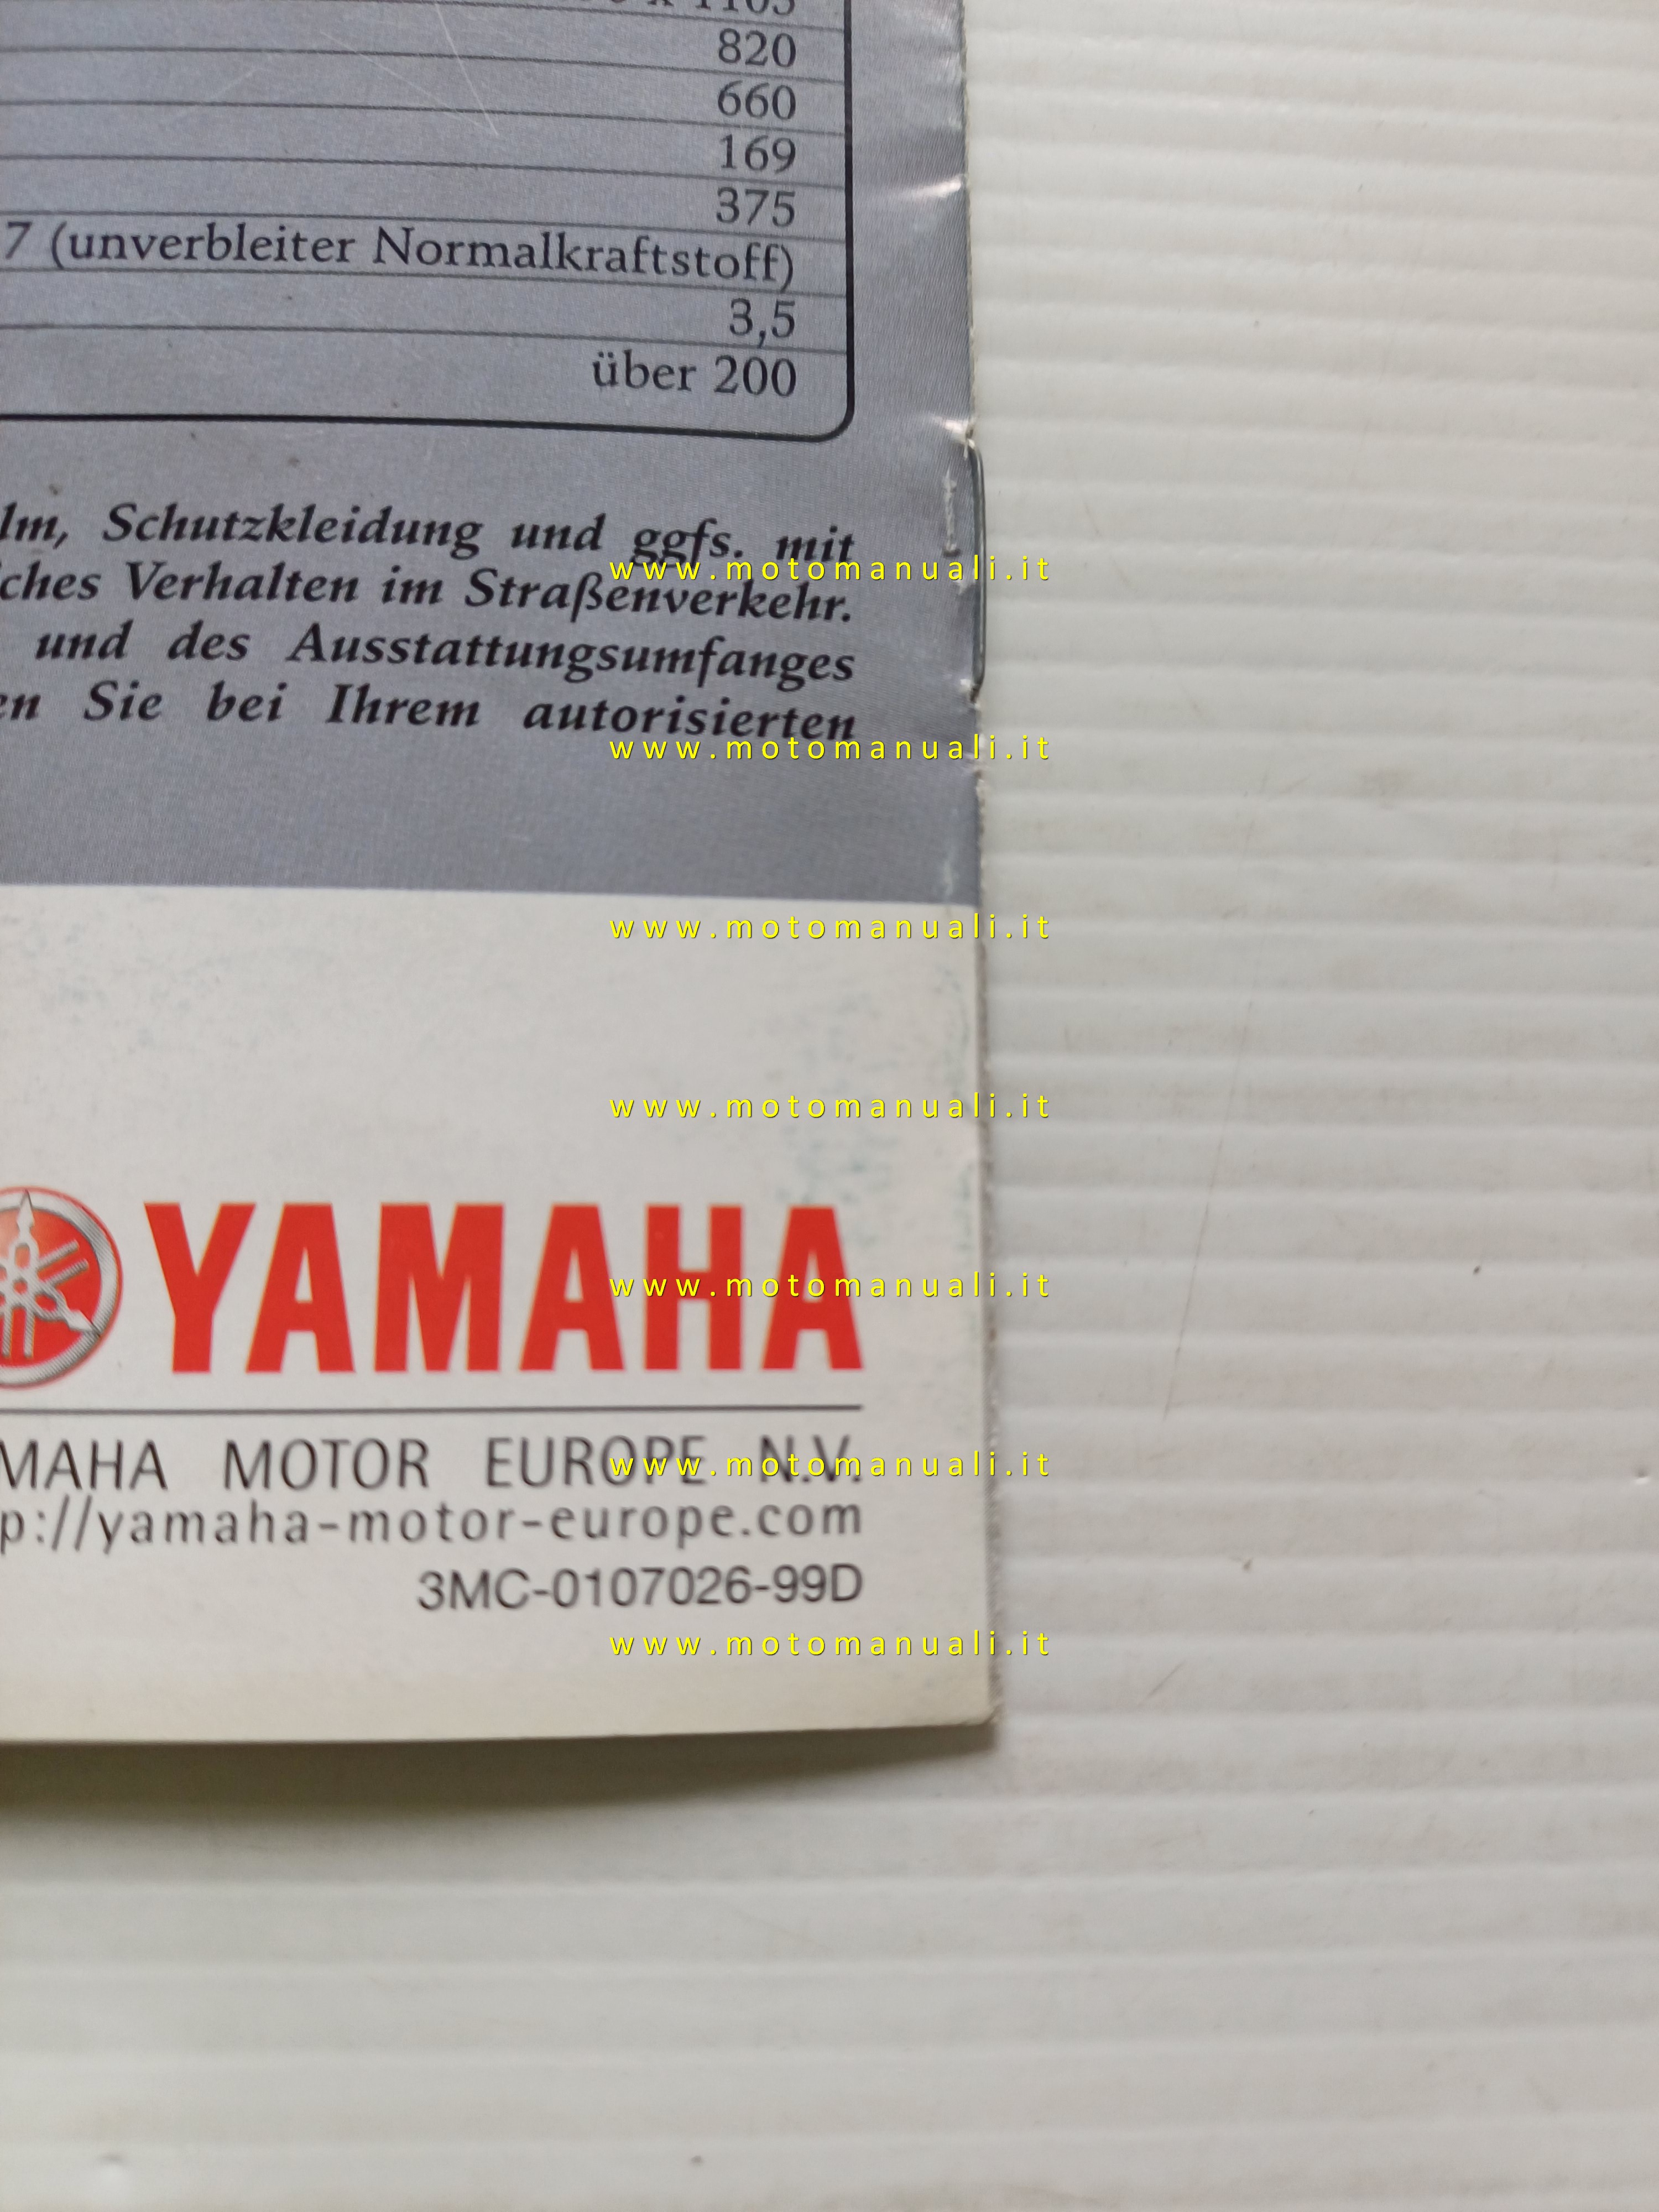 x 1105
820
660
169
375
7 (unverbleiter Normalkraftstoff)
3,5
über 200
lm, Schutzkleidung und ggfs. mit
www.motomanuali.it
ches Verhalten im Straßenverkehr.
und des Ausstattungsumfanges
en Sie bei Ihrem autorisierten
www.motomanuali.it
www.motomanuali.it
www.motomanuali.it
YAMAHA
www.motomanuali.it
MAHA MOTOR EUROPE N.V.
www.motomanuali.it
p://yamaha-motor-europe.com
3MC-0107026-99D
www.motomanuali.it